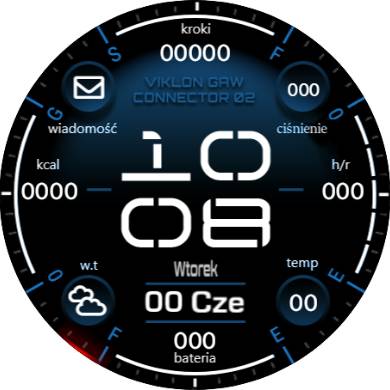 kroki
00000
S
F
VIKLON GAW
CONNECTOR 02
000
G
O
wiadomość
ciśnienie
10
kcal
h/r
0000
000
08
w.t
Wtorek
temp
O
E
00 Cze
00
F
E
000
bateria